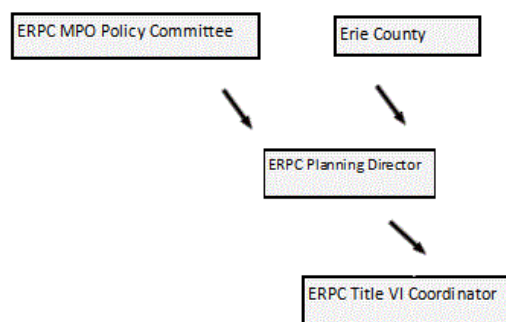 ERPC MPO Policy Committee
Erie County
ERPC Planning Director
ERPC Title VI Coordinator